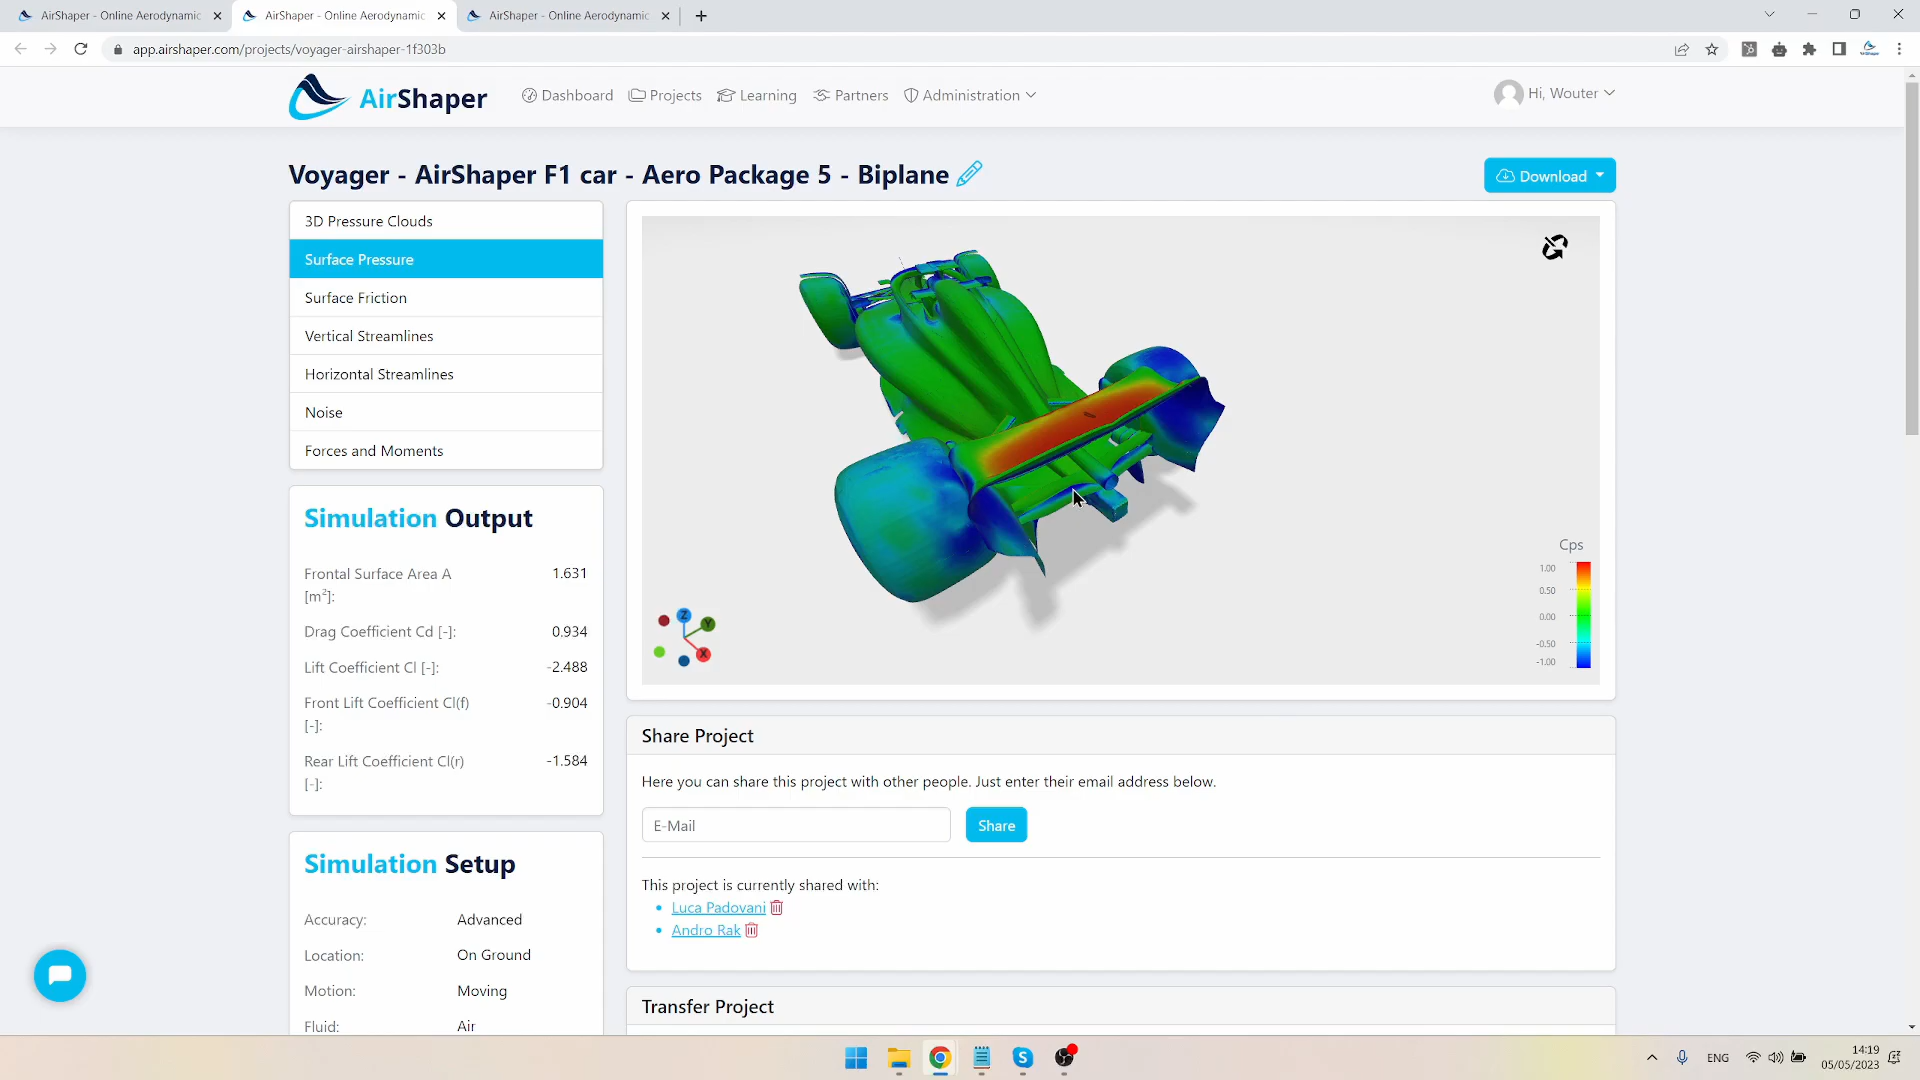 AirShaper - Online Aerodynamic
AirShaper - Online Aerodynamic
AirShaper - Online Aerodynamic
app.airshaper.com/projects/voyager-airshaper-1f303b
AirShaper
Dashboard
Projects
Learning
Partners
Administration
Hi, Wouter
Voyager - AirShaper F1 car - Aero Package 5 - Biplane
Download
3D Pressure Clouds
Surface Pressure
Surface Friction
Vertical Streamlines
Horizontal Streamlines
Noise
Forces and Moments
Simulation Output
Frontal Surface Area A [m²]: 1.631
Drag Coefficient Cd [-]: 0.934
Lift Coefficient Cl [-]: -2.488
Front Lift Coefficient Cl(f) [-]: -0.904
Rear Lift Coefficient Cl(r) [-]: -1.584
Simulation Setup
Accuracy: Advanced
Location: On Ground
Motion: Moving
Fluid: Air
Z
Y
X
Cps
1.00
0.50
0.00
-0.50
-1.00
Share Project
Here you can share this project with other people. Just enter their email address below.
E-Mail
Share
This project is currently shared with:
Luca Padovani
Andro Rak
Transfer Project
ENG
14:19
05/05/2023